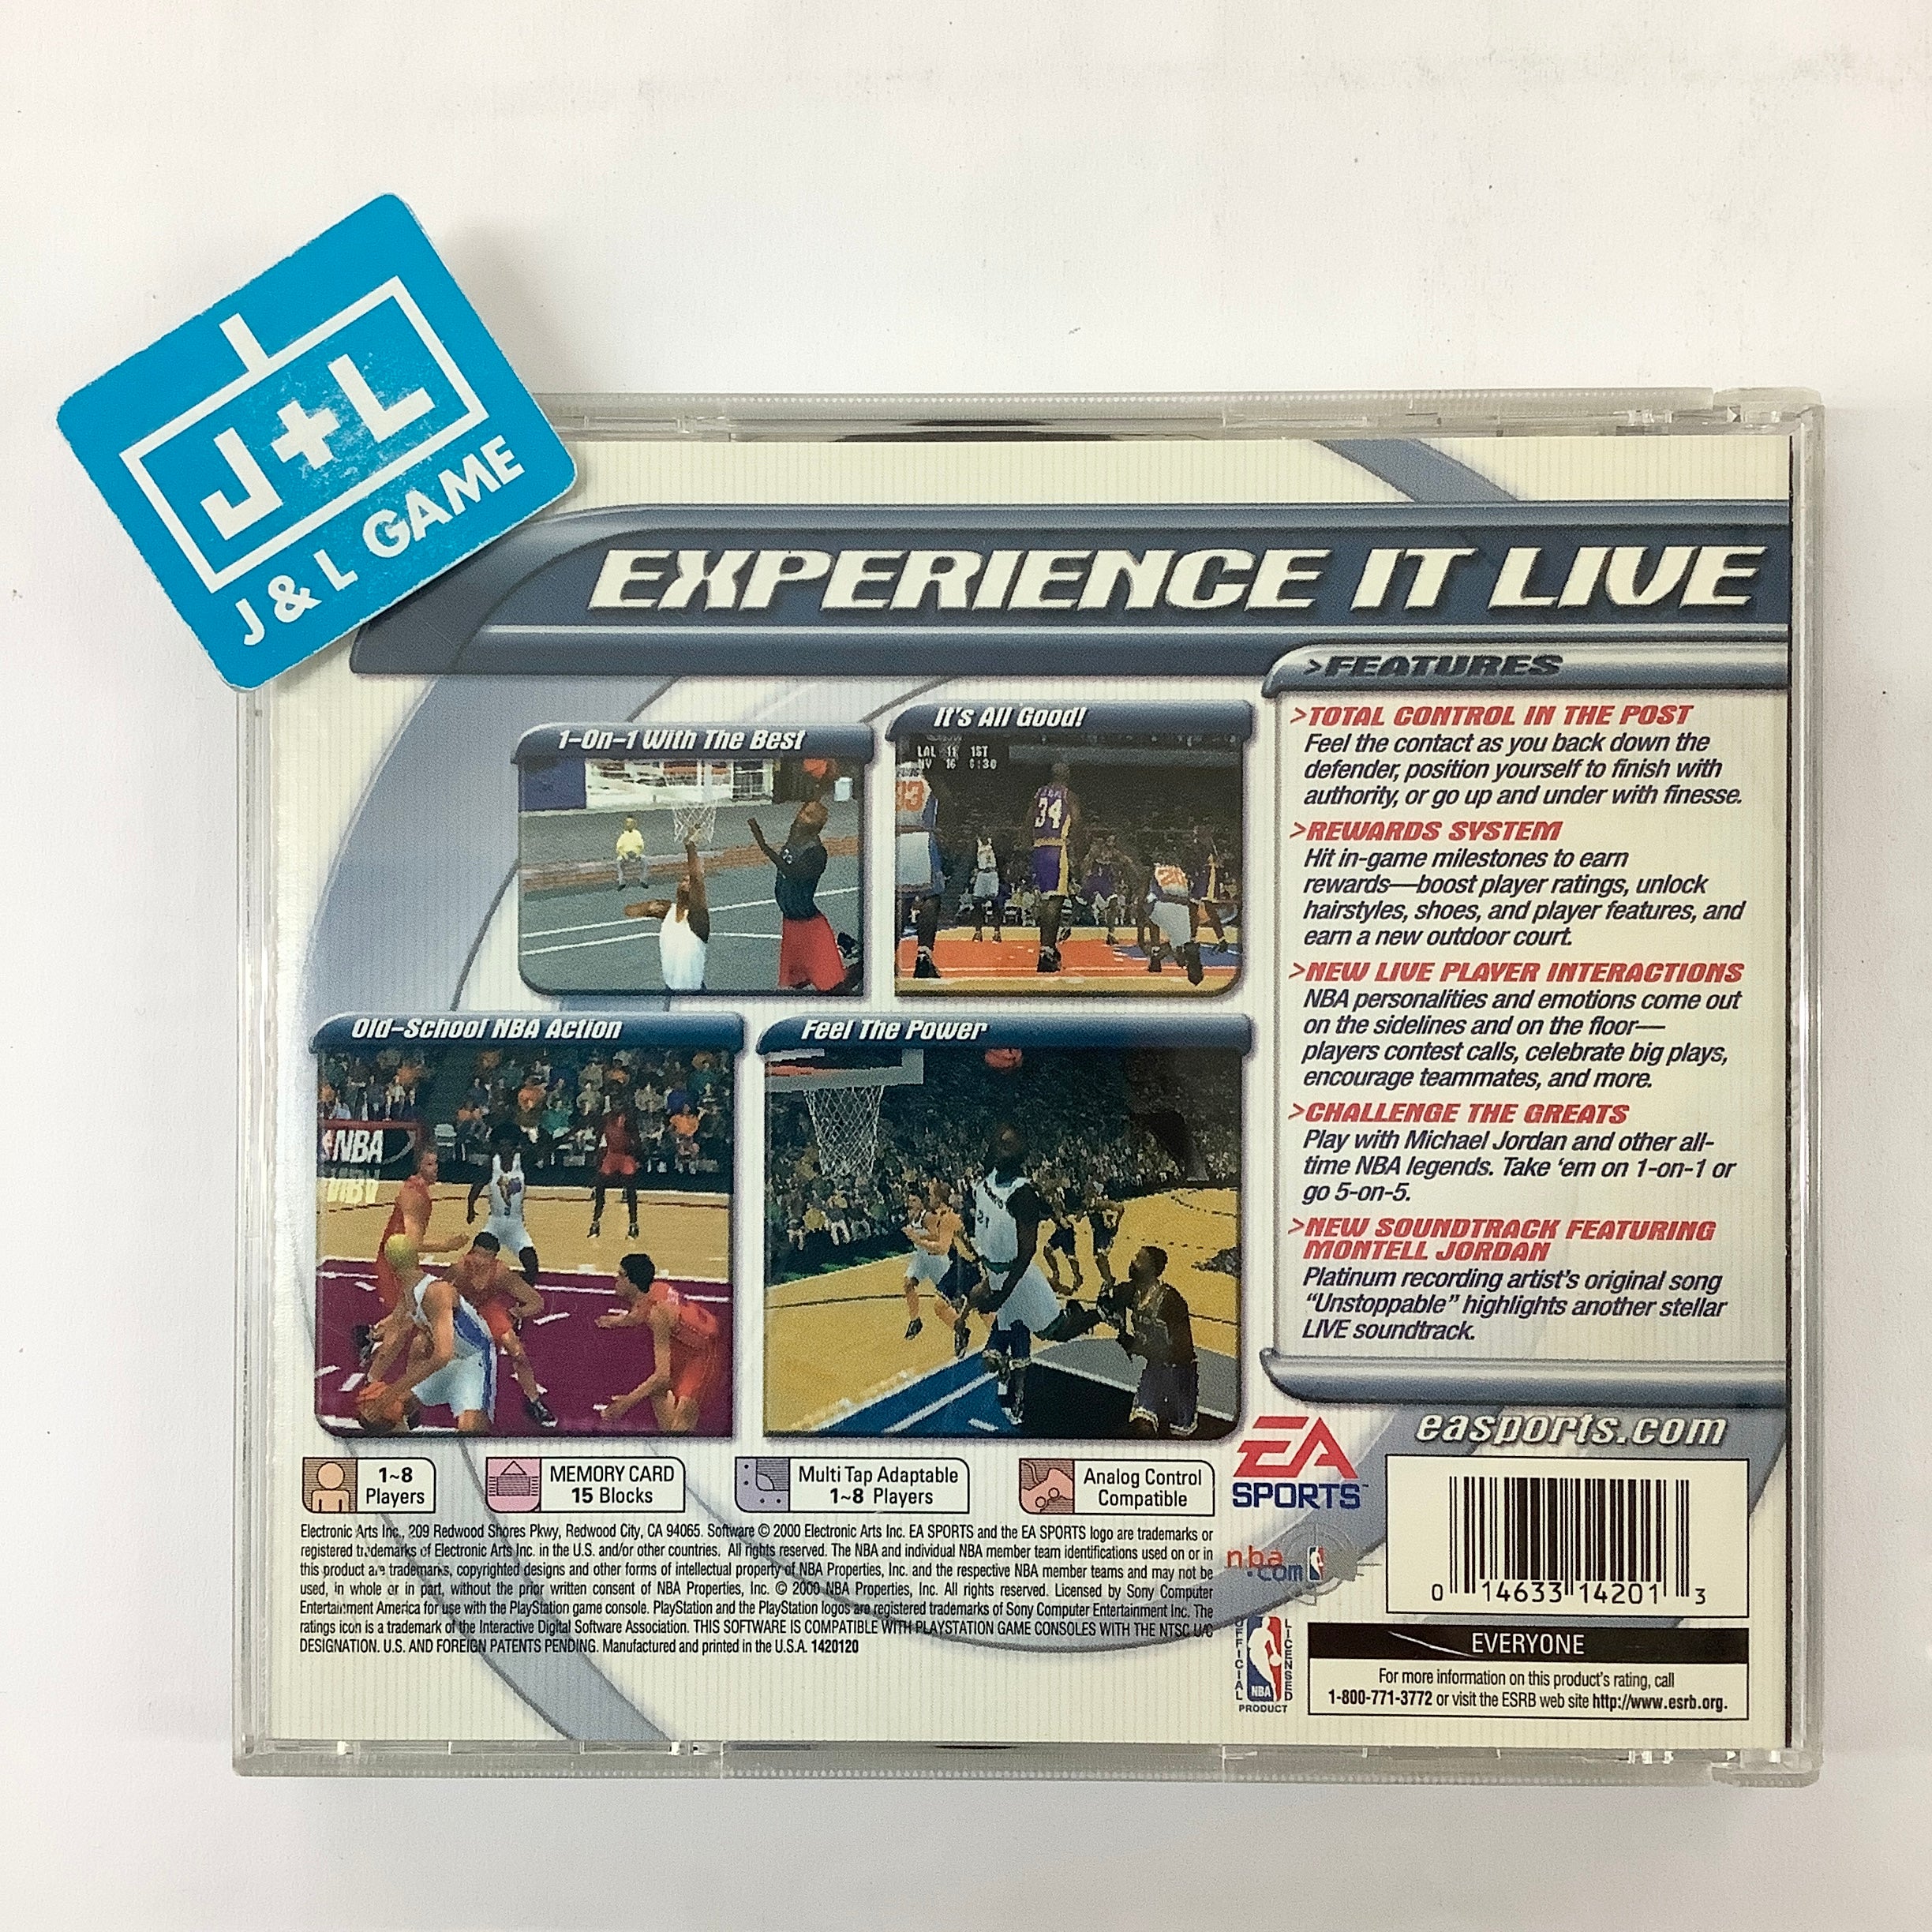 J+L
J & L GAME
EXPERIENCE IT LIVE
>FEATURES
1-On-1 With The Best
It's All Good!
LAL 11 1ST
NY 16 6:30
34
Old-School NBA Action
NBA
Feel The Power
21
>TOTAL CONTROL IN THE POST
Feel the contact as you back down the
defender, position yourself to finish with
authority, or go up and under with finesse.
>REWARDS SYSTEM
Hit in-game milestones to earn
rewards—boost player ratings, unlock
hairstyles, shoes, and player features, and
earn a new outdoor court.
>NEW LIVE PLAYER INTERACTIONS
NBA personalities and emotions come out
on the sidelines and on the floor—
players contest calls, celebrate big plays,
encourage teammates, and more.
>CHALLENGE THE GREATS
Play with Michael Jordan and other all-
time NBA legends. Take 'em on 1-on-1 or
go 5-on-5.
>NEW SOUNDTRACK FEATURING
MONTELL JORDAN
Platinum recording artist's original song
"Unstoppable" highlights another stellar
LIVE soundtrack.
easports.com
1~8
Players
MEMORY CARD
15 Blocks
Multi Tap Adaptable
1~8 Players
Analog Control
Compatible
EA
SPORTS™
Electronic Arts Inc., 209 Redwood Shores Pkwy, Redwood City, CA 94065. Software © 2000 Electronic Arts Inc. EA SPORTS and the EA SPORTS logo are trademarks or
registered trademarks of Electronic Arts Inc. in the U.S. and/or other countries. All rights reserved. The NBA and individual NBA member team identifications used on or in
this product are trademarks, copyrighted designs and other forms of intellectual property of NBA Properties, Inc. and the respective NBA member teams and may not be
used, in whole or in part, without the prior written consent of NBA Properties, Inc. © 2000 NBA Properties, Inc. All rights reserved. Licensed by Sony Computer
Entertainment America for use with the PlayStation game console. PlayStation and the PlayStation logos are registered trademarks of Sony Computer Entertainment Inc. The
ratings icon is a trademark of the Interactive Digital Software Association. THIS SOFTWARE IS COMPATIBLE WITH PLAYSTATION GAME CONSOLES WITH THE NTSC U/C
DESIGNATION. U.S. AND FOREIGN PATENTS PENDING. Manufactured and printed in the U.S.A. 1420120
nba
.com
OFFICIAL LICENSED
NBA
PRODUCT
0 14633 14201 3
EVERYONE
For more information on this product's rating, call
1-800-771-3772 or visit the ESRB web site http://www.esrb.org.